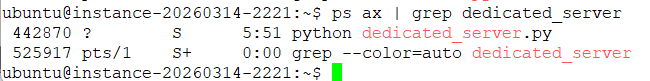 ubuntu@instance-20260314-2221:~$ ps ax | grep dedicated_server
 442870 ?        S      5:51 python dedicated_server.py
 525917 pts/1    S+     0:00 grep --color=auto dedicated_server
ubuntu@instance-20260314-2221:~$